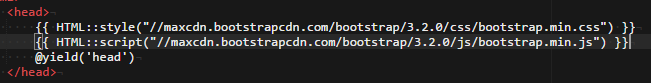 <head>
{{ HTML::style("//maxcdn.bootstrapcdn.com/bootstrap/3.2.0/css/bootstrap.min.css") }}
{{ HTML::script("//maxcdn.bootstrapcdn.com/bootstrap/3.2.0/js/bootstrap.min.js") }}
@yield('head')
</head>